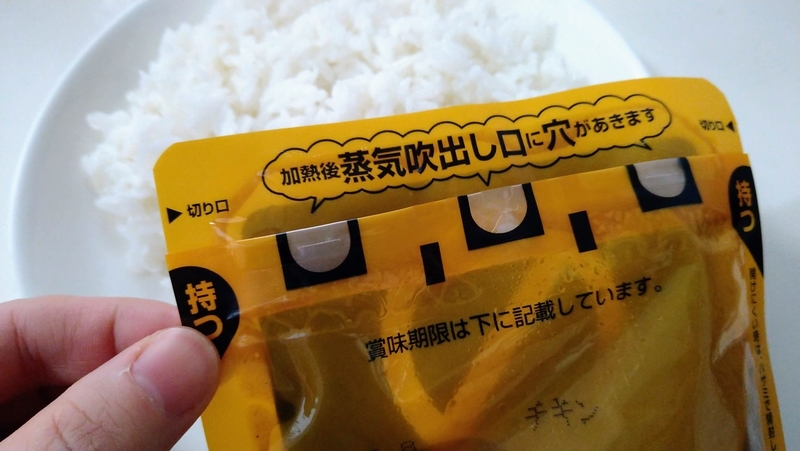 加熱後蒸気吹出し口に穴があきます
切り口
切り口
持つ
持つ
賞味期限は下に記載しています。
チキン